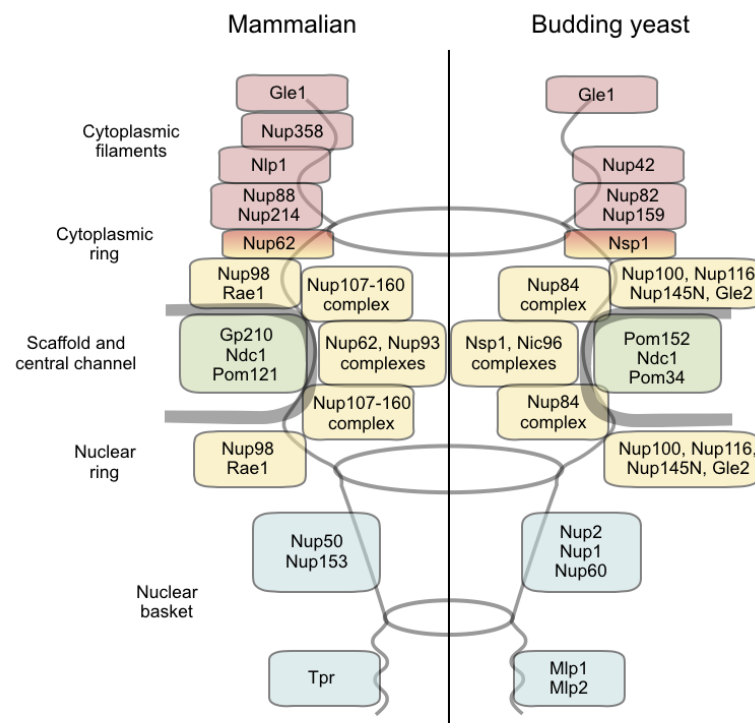 Mammalian
Budding yeast
Cytoplasmic
filaments
Gle1
Nup358
Nlp1
Nup88
Nup214
Gle1
Nup42
Nup82
Nup159
Cytoplasmic
ring
Nup62
Nup98
Rae1
Nup107-160
complex
Nsp1
Nup84
complex
Nup100, Nup116,
Nup145N, Gle2
Scaffold and
central channel
Gp210
Ndc1
Pom121
Nup62, Nup93
complexes
Nup107-160
complex
Nsp1, Nic96
complexes
Pom152
Ndc1
Pom34
Nup84
complex
Nuclear
ring
Nup98
Rae1
Nup100, Nup116,
Nup145N, Gle2
Nuclear
basket
Nup50
Nup153
Nup2
Nup1
Nup60
Tpr
Mlp1
Mlp2